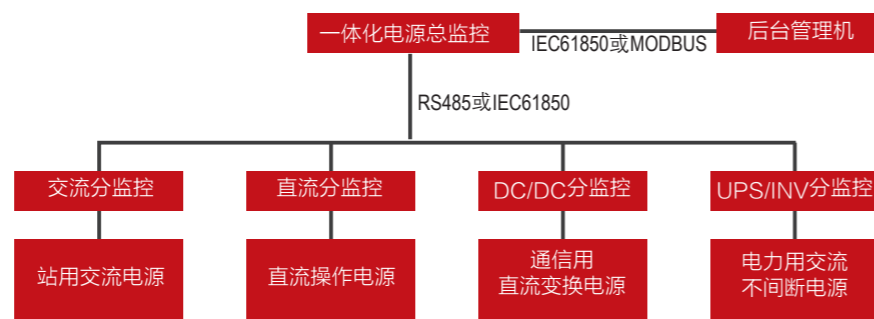 一体化电源总监控
后台管理机
IEC61850或MODBUS
RS485或IEC61850
交流分监控
直流分监控
DC/DC分监控
UPS/INV分监控
站用交流电源
直流操作电源
通信用
直流变换电源
电力用交流
不间断电源